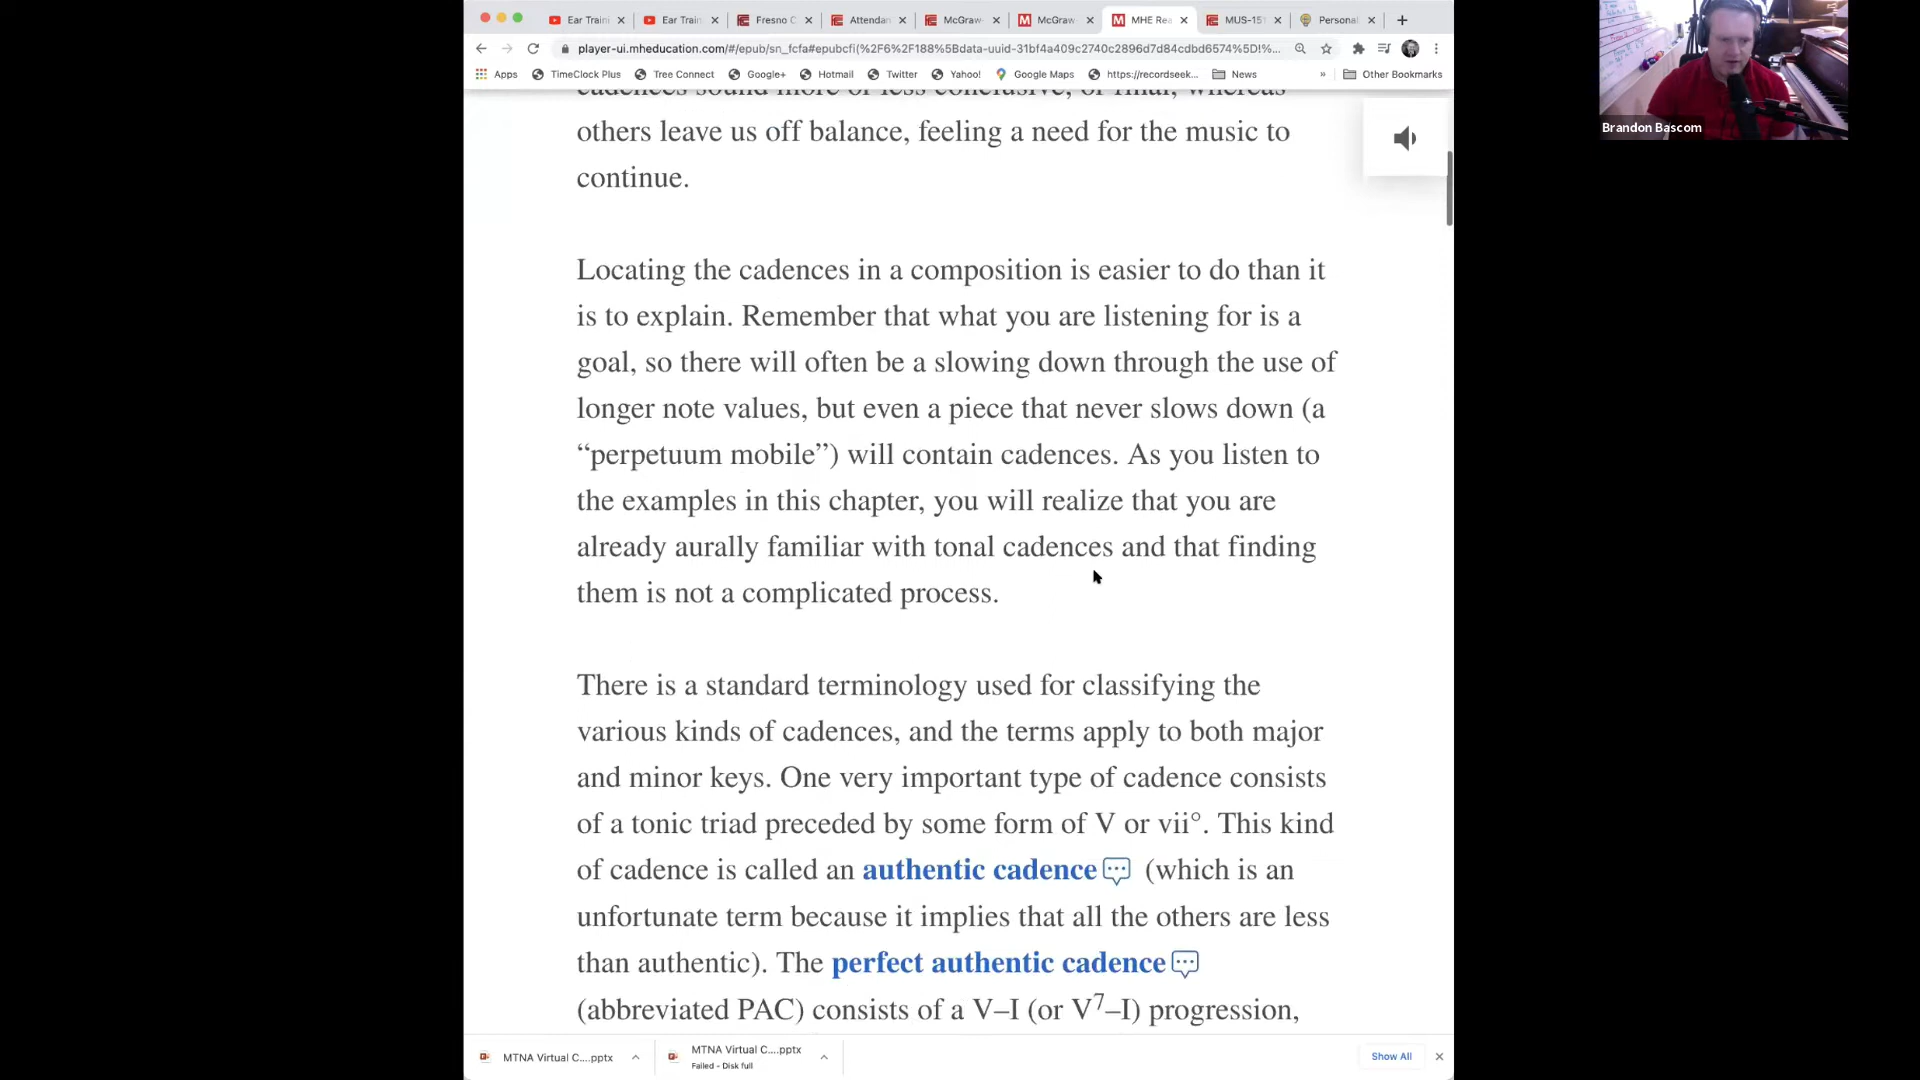 Ear Traini
Ear Train
Fresno C
Attendan
McGraw-
McGraw
MHE Rea
MUS-151
Personal
player-ui.mheducation.com/#/epub/sn_fcfa#epubcfi(%2F6%2F188%5Bdata-uuid-31bf4a409c2740c2896d7d84cdbd6574%5D!%...
Apps
TimeClock Plus
Tree Connect
Google+
Hotmail
Twitter
Yahoo!
Google Maps
https://recordseek...
News
»
Other Bookmarks
Brandon Bascom
cadences sound more or less conclusive, or final, whereas
others leave us off balance, feeling a need for the music to
continue.
Locating the cadences in a composition is easier to do than it
is to explain. Remember that what you are listening for is a
goal, so there will often be a slowing down through the use of
longer note values, but even a piece that never slows down (a
“perpetuum mobile”) will contain cadences. As you listen to
the examples in this chapter, you will realize that you are
already aurally familiar with tonal cadences and that finding
them is not a complicated process.
There is a standard terminology used for classifying the
various kinds of cadences, and the terms apply to both major
and minor keys. One very important type of cadence consists
of a tonic triad preceded by some form of V or vii°. This kind
of cadence is called an authentic cadence (which is an
unfortunate term because it implies that all the others are less
than authentic). The perfect authentic cadence
(abbreviated PAC) consists of a V–I (or V⁷–I) progression,
MTNA Virtual C....pptx
MTNA Virtual C....pptx
Failed - Disk full
Show All